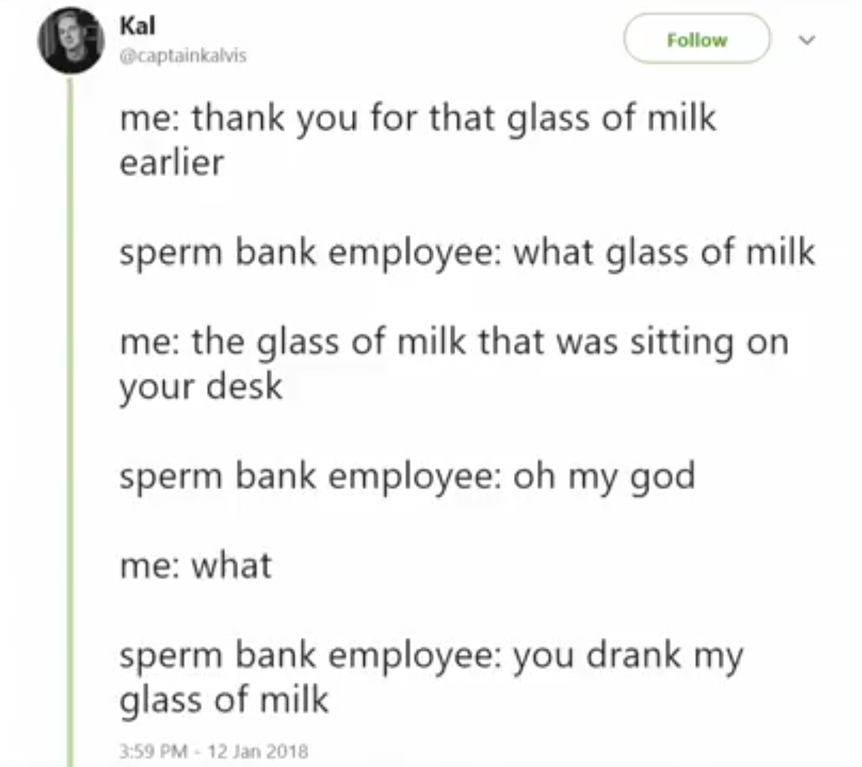 Kal
@captainkalvis
Follow
me: thank you for that glass of milk
earlier
sperm bank employee: what glass of milk
me: the glass of milk that was sitting on
your desk
sperm bank employee: oh my god
me: what
sperm bank employee: you drank my
glass of milk
3:59 PM - 12 Jan 2018